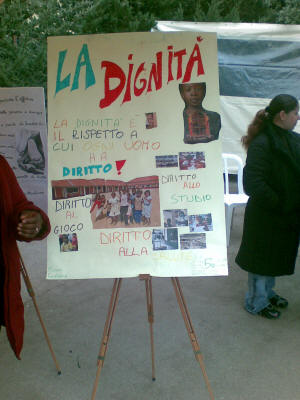 LA DIGNITÀ
LA DIGNITA' È
IL RISPETTO A
CUI OGNI UOMO
HA
DIRITTO!
DIRITTO
AL
GIOCO
DIRITTO
ALLO
STUDIO
DIRITTO
ALLA
SALUTE